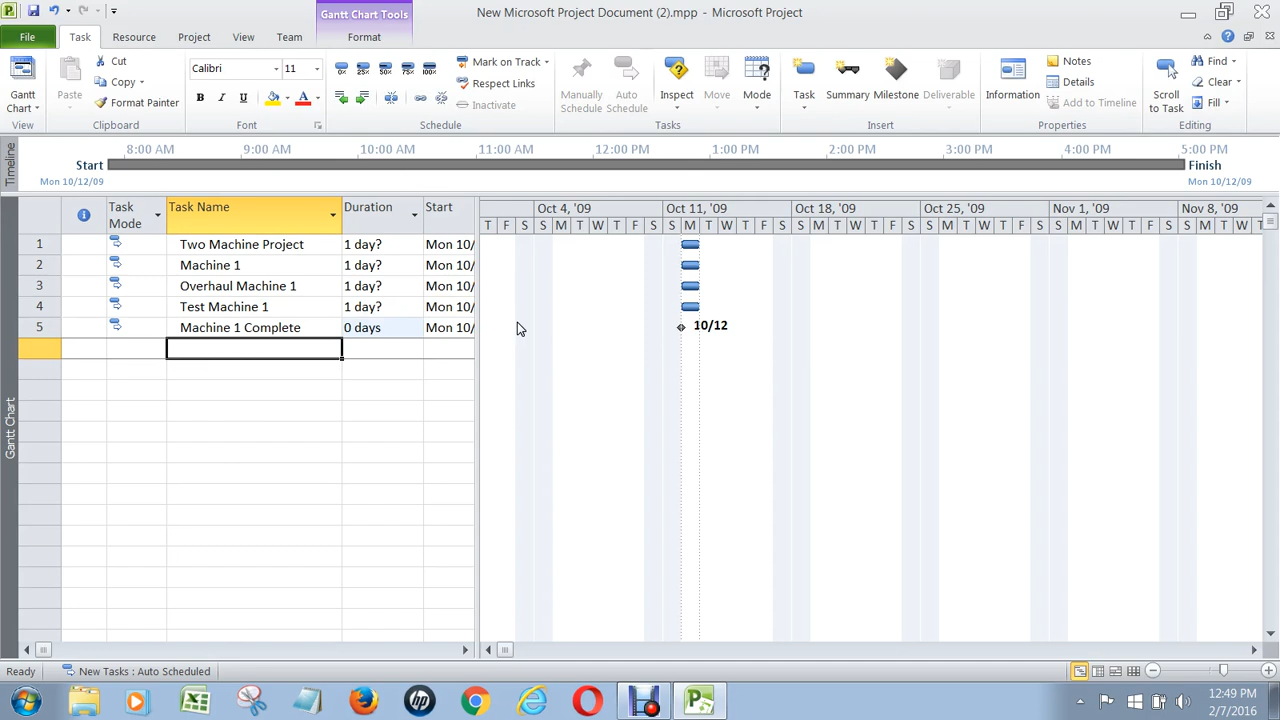 Gantt Chart Tools
New Microsoft Project Document (2).mpp - Microsoft Project
File Task Resource Project View Team Format
Gantt Chart
View
Paste
Cut
Copy
Format Painter
Clipboard
Calibri 11
B I U A
Font
0% 25% 50% 75% 100%
Mark on Track
Respect Links
Inactivate
Schedule
Manually Schedule
Auto Schedule
Inspect
Move
Mode
Tasks
Task
Summary
Milestone
Deliverable
Insert
Information
Notes
Details
Add to Timeline
Properties
Scroll to Task
Find
Clear
Fill
Editing
Timeline
8:00 AM 9:00 AM 10:00 AM 11:00 AM 12:00 PM 1:00 PM 2:00 PM 3:00 PM 4:00 PM 5:00 PM
Start Finish
Mon 10/12/09 Mon 10/12/09
Task Mode Task Name Duration Start
Oct 4, '09 Oct 11, '09 Oct 18, '09 Oct 25, '09 Nov 1, '09 Nov 8, '09
T F S S M T W T F S S M T W T F S S M T W T F S S M T W T F S S M T W T F S S M T W T
1 Two Machine Project 1 day? Mon 10/
2 Machine 1 1 day? Mon 10/
3 Overhaul Machine 1 1 day? Mon 10/
4 Test Machine 1 1 day? Mon 10/
5 Machine 1 Complete 0 days Mon 10/ 10/12
Gantt Chart
Ready New Tasks : Auto Scheduled
hp
12:49 PM
2/7/2016